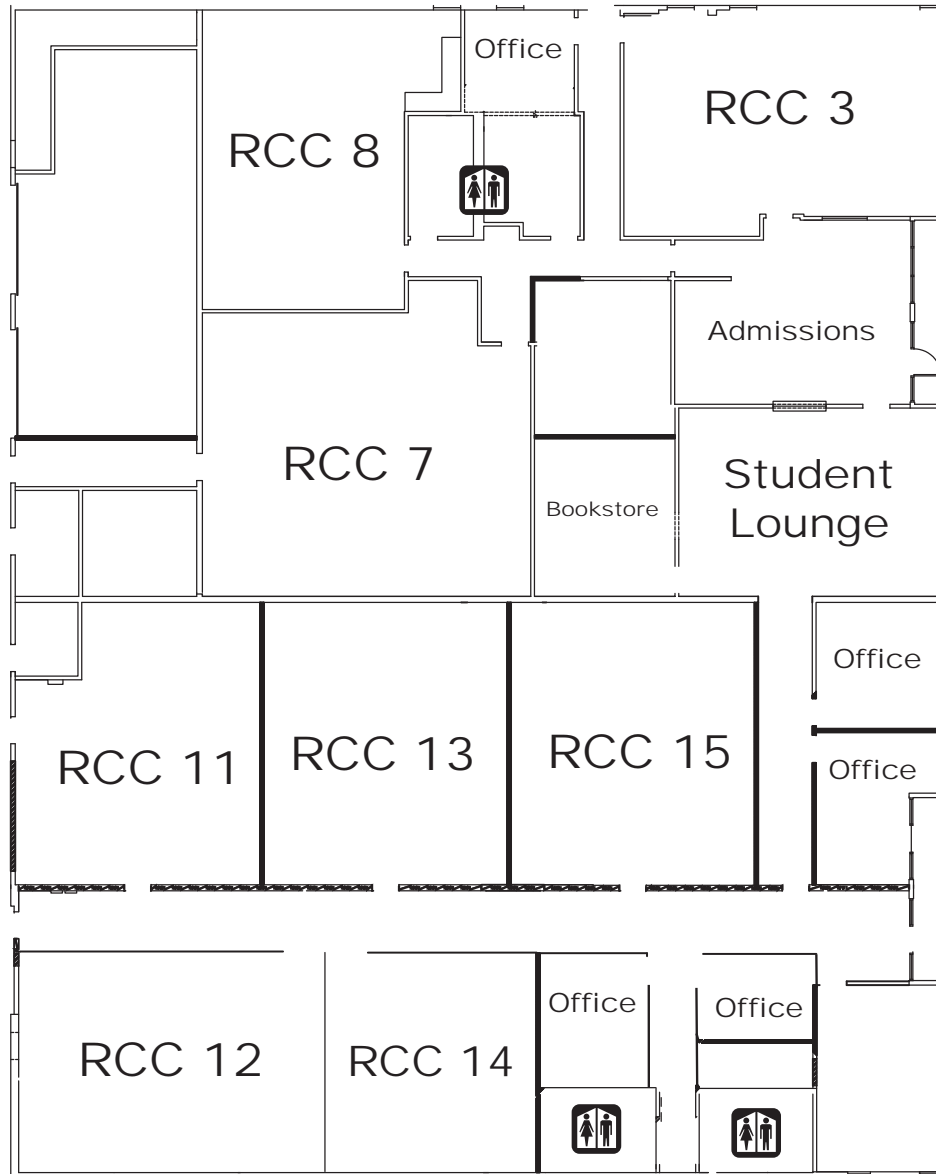 Office
RCC 3
RCC 8
Admissions
RCC 7
Student
Lounge
Bookstore
Office
RCC 11
RCC 13
RCC 15
Office
Office
Office
RCC 12
RCC 14